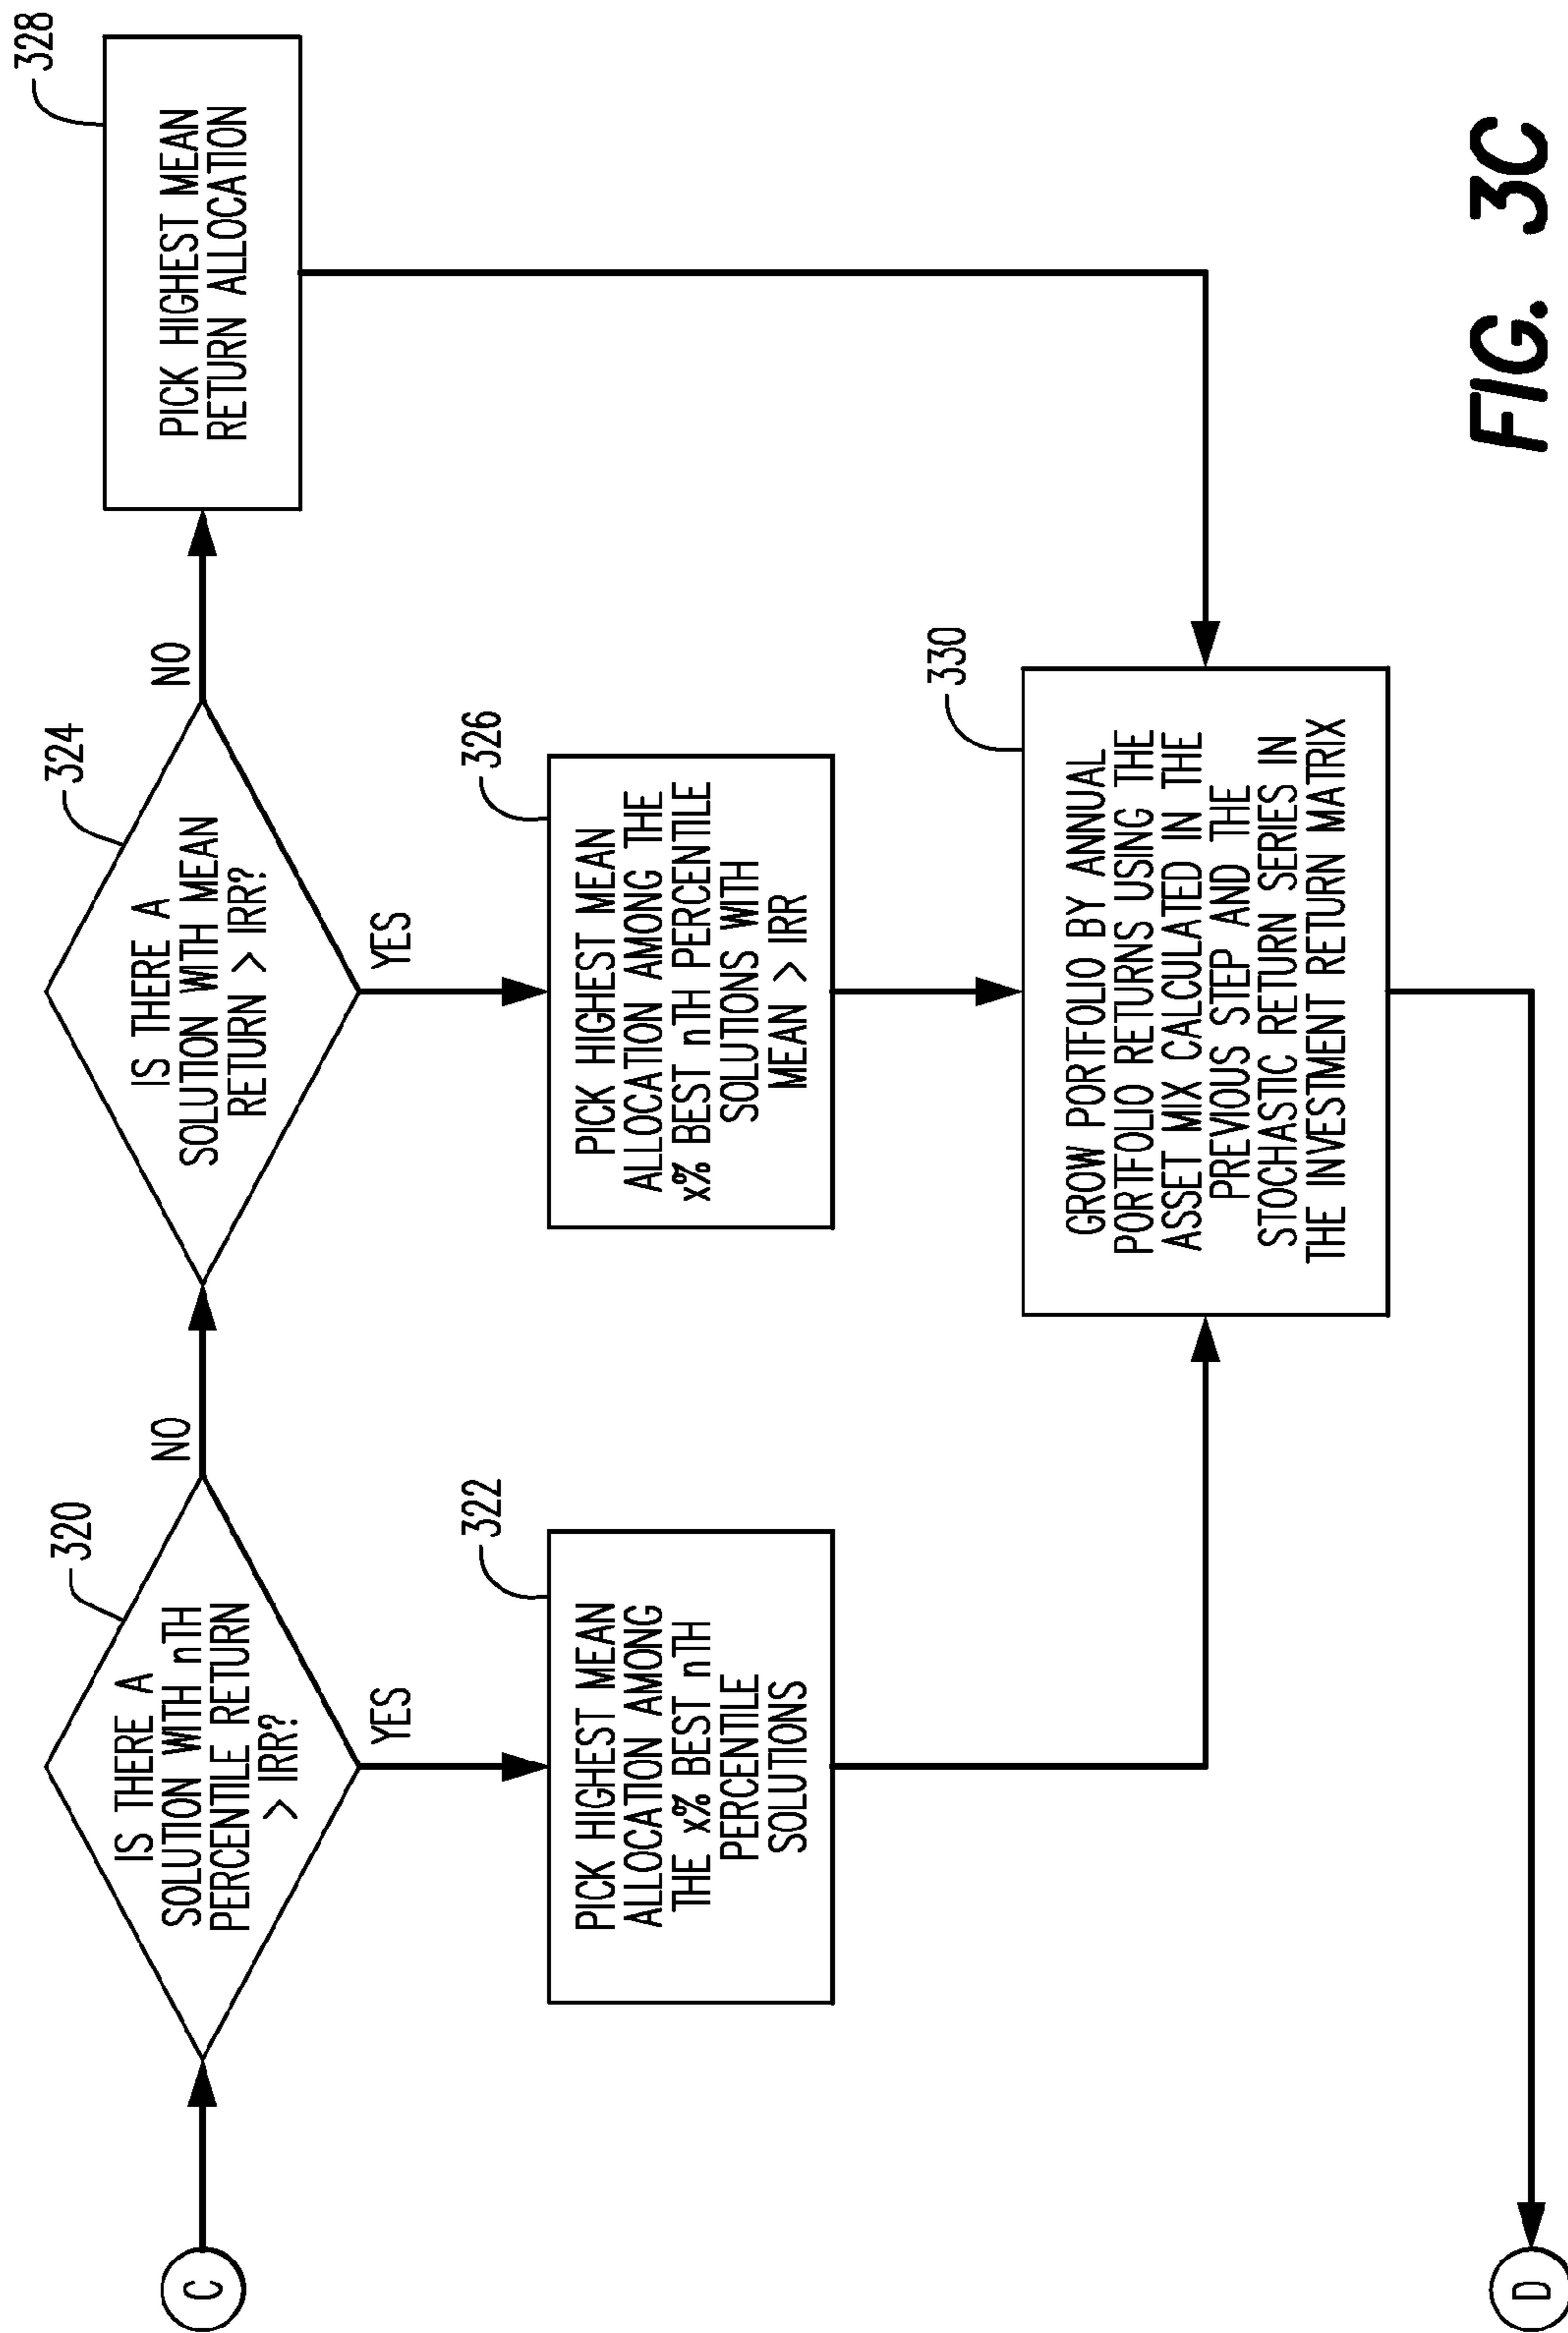 C
320
IS THERE A
SOLUTION WITH nTH
PERCENTILE RETURN
> IRR?
NO
YES
322
PICK HIGHEST MEAN
ALLOCATION AMONG
THE x% BEST nTH
PERCENTILE
SOLUTIONS
324
IS THERE A
SOLUTION WITH MEAN
RETURN > IRR?
NO
YES
326
PICK HIGHEST MEAN
ALLOCATION AMONG THE
x% BEST nTH PERCENTILE
SOLUTIONS WITH
MEAN > IRR
328
PICK HIGHEST MEAN
RETURN ALLOCATION
330
GROW PORTFOLIO BY ANNUAL
PORTFOLIO RETURNS USING THE
ASSET MIX CALCULATED IN THE
PREVIOUS STEP AND THE
STOCHASTIC RETURN SERIES IN
THE INVESTMENT RETURN MATRIX
D
FIG. 3C